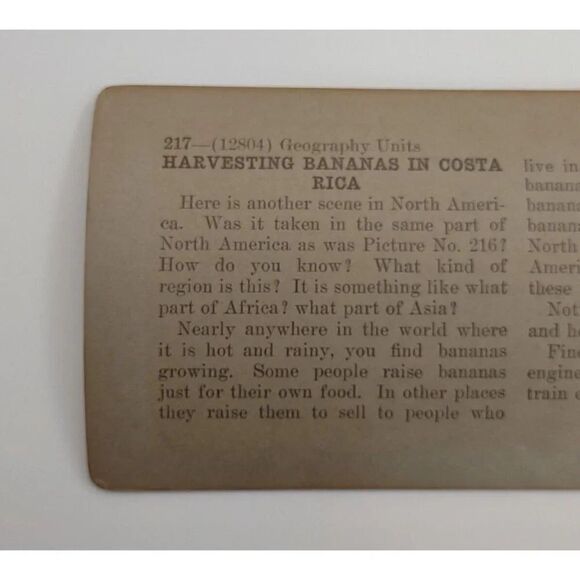 217—(12804) Geography Units
HARVESTING BANANAS IN COSTA
RICA
Here is another scene in North Ameri-
ca. Was it taken in the same part of
North America as was Picture No. 216?
How do you know? What kind of
region is this? It is something like what
part of Africa? what part of Asia?
Nearly anywhere in the world where
it is hot and rainy, you find bananas
growing. Some people raise bananas
just for their own food. In other places
they raise them to sell to people who
live in
banana
banana
banana
North
Ameri
these
Not
and h
Fin
engine
train